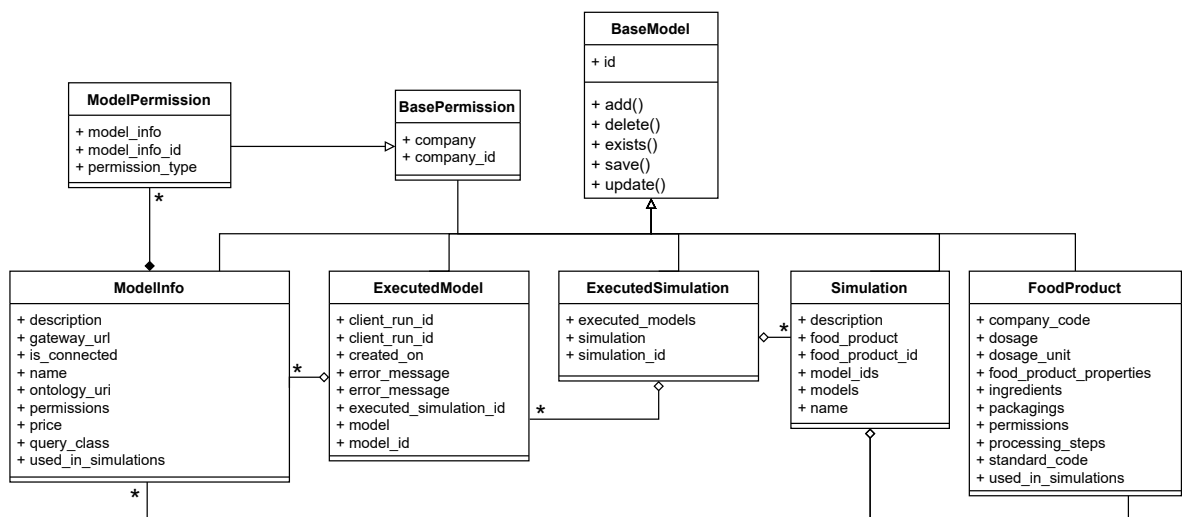 BaseModel
+ id
+ add()
+ delete()
+ exists()
+ save()
+ update()
ModelPermission
+ model_info
+ model_info_id
+ permission_type
BasePermission
+ company
+ company_id
*
ModelInfo
+ description
+ gateway_url
+ is_connected
+ name
+ ontology_uri
+ permissions
+ price
+ query_class
+ used_in_simulations
*
*
ExecutedModel
+ client_run_id
+ client_run_id
+ created_on
+ error_message
+ error_message
+ executed_simulation_id
+ model
+ model_id
*
ExecutedSimulation
+ executed_models
+ simulation
+ simulation_id
*
Simulation
+ description
+ food_product
+ food_product_id
+ model_ids
+ models
+ name
FoodProduct
+ company_code
+ dosage
+ dosage_unit
+ food_product_properties
+ ingredients
+ packagings
+ permissions
+ processing_steps
+ standard_code
+ used_in_simulations